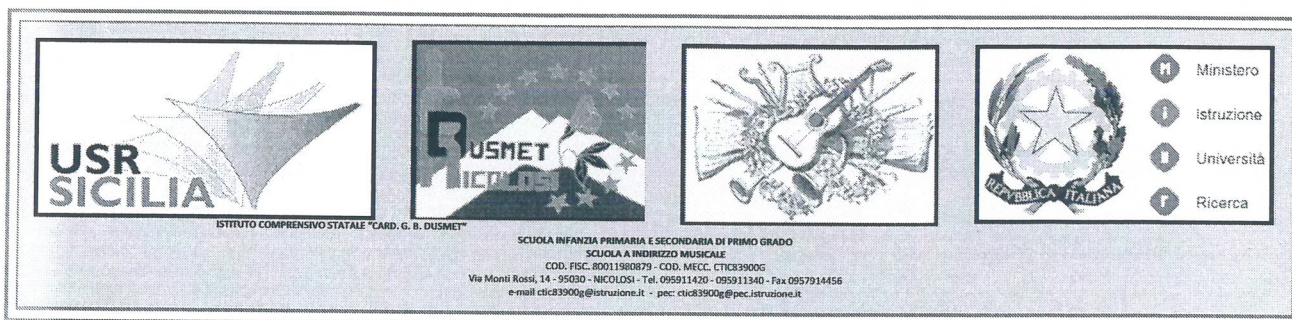 USR
SICILIA
DUSMET
NICOLOSI
REPVBBLICA ITALIANA
M Ministero
i Istruzione
U Università
r Ricerca
ISTITUTO COMPRENSIVO STATALE "CARD. G. B. DUSMET"
SCUOLA INFANZIA PRIMARIA E SECONDARIA DI PRIMO GRADO
SCUOLA A INDIRIZZO MUSICALE
COD. FISC. 80011980879 - COD. MECC. CTIC83900G
Via Monti Rossi, 14 - 95030 - NICOLOSI - Tel. 095911420 - 095911340 - Fax 0957914456
e-mail ctic83900g@istruzione.it - pec: ctic83900g@pec.istruzione.it